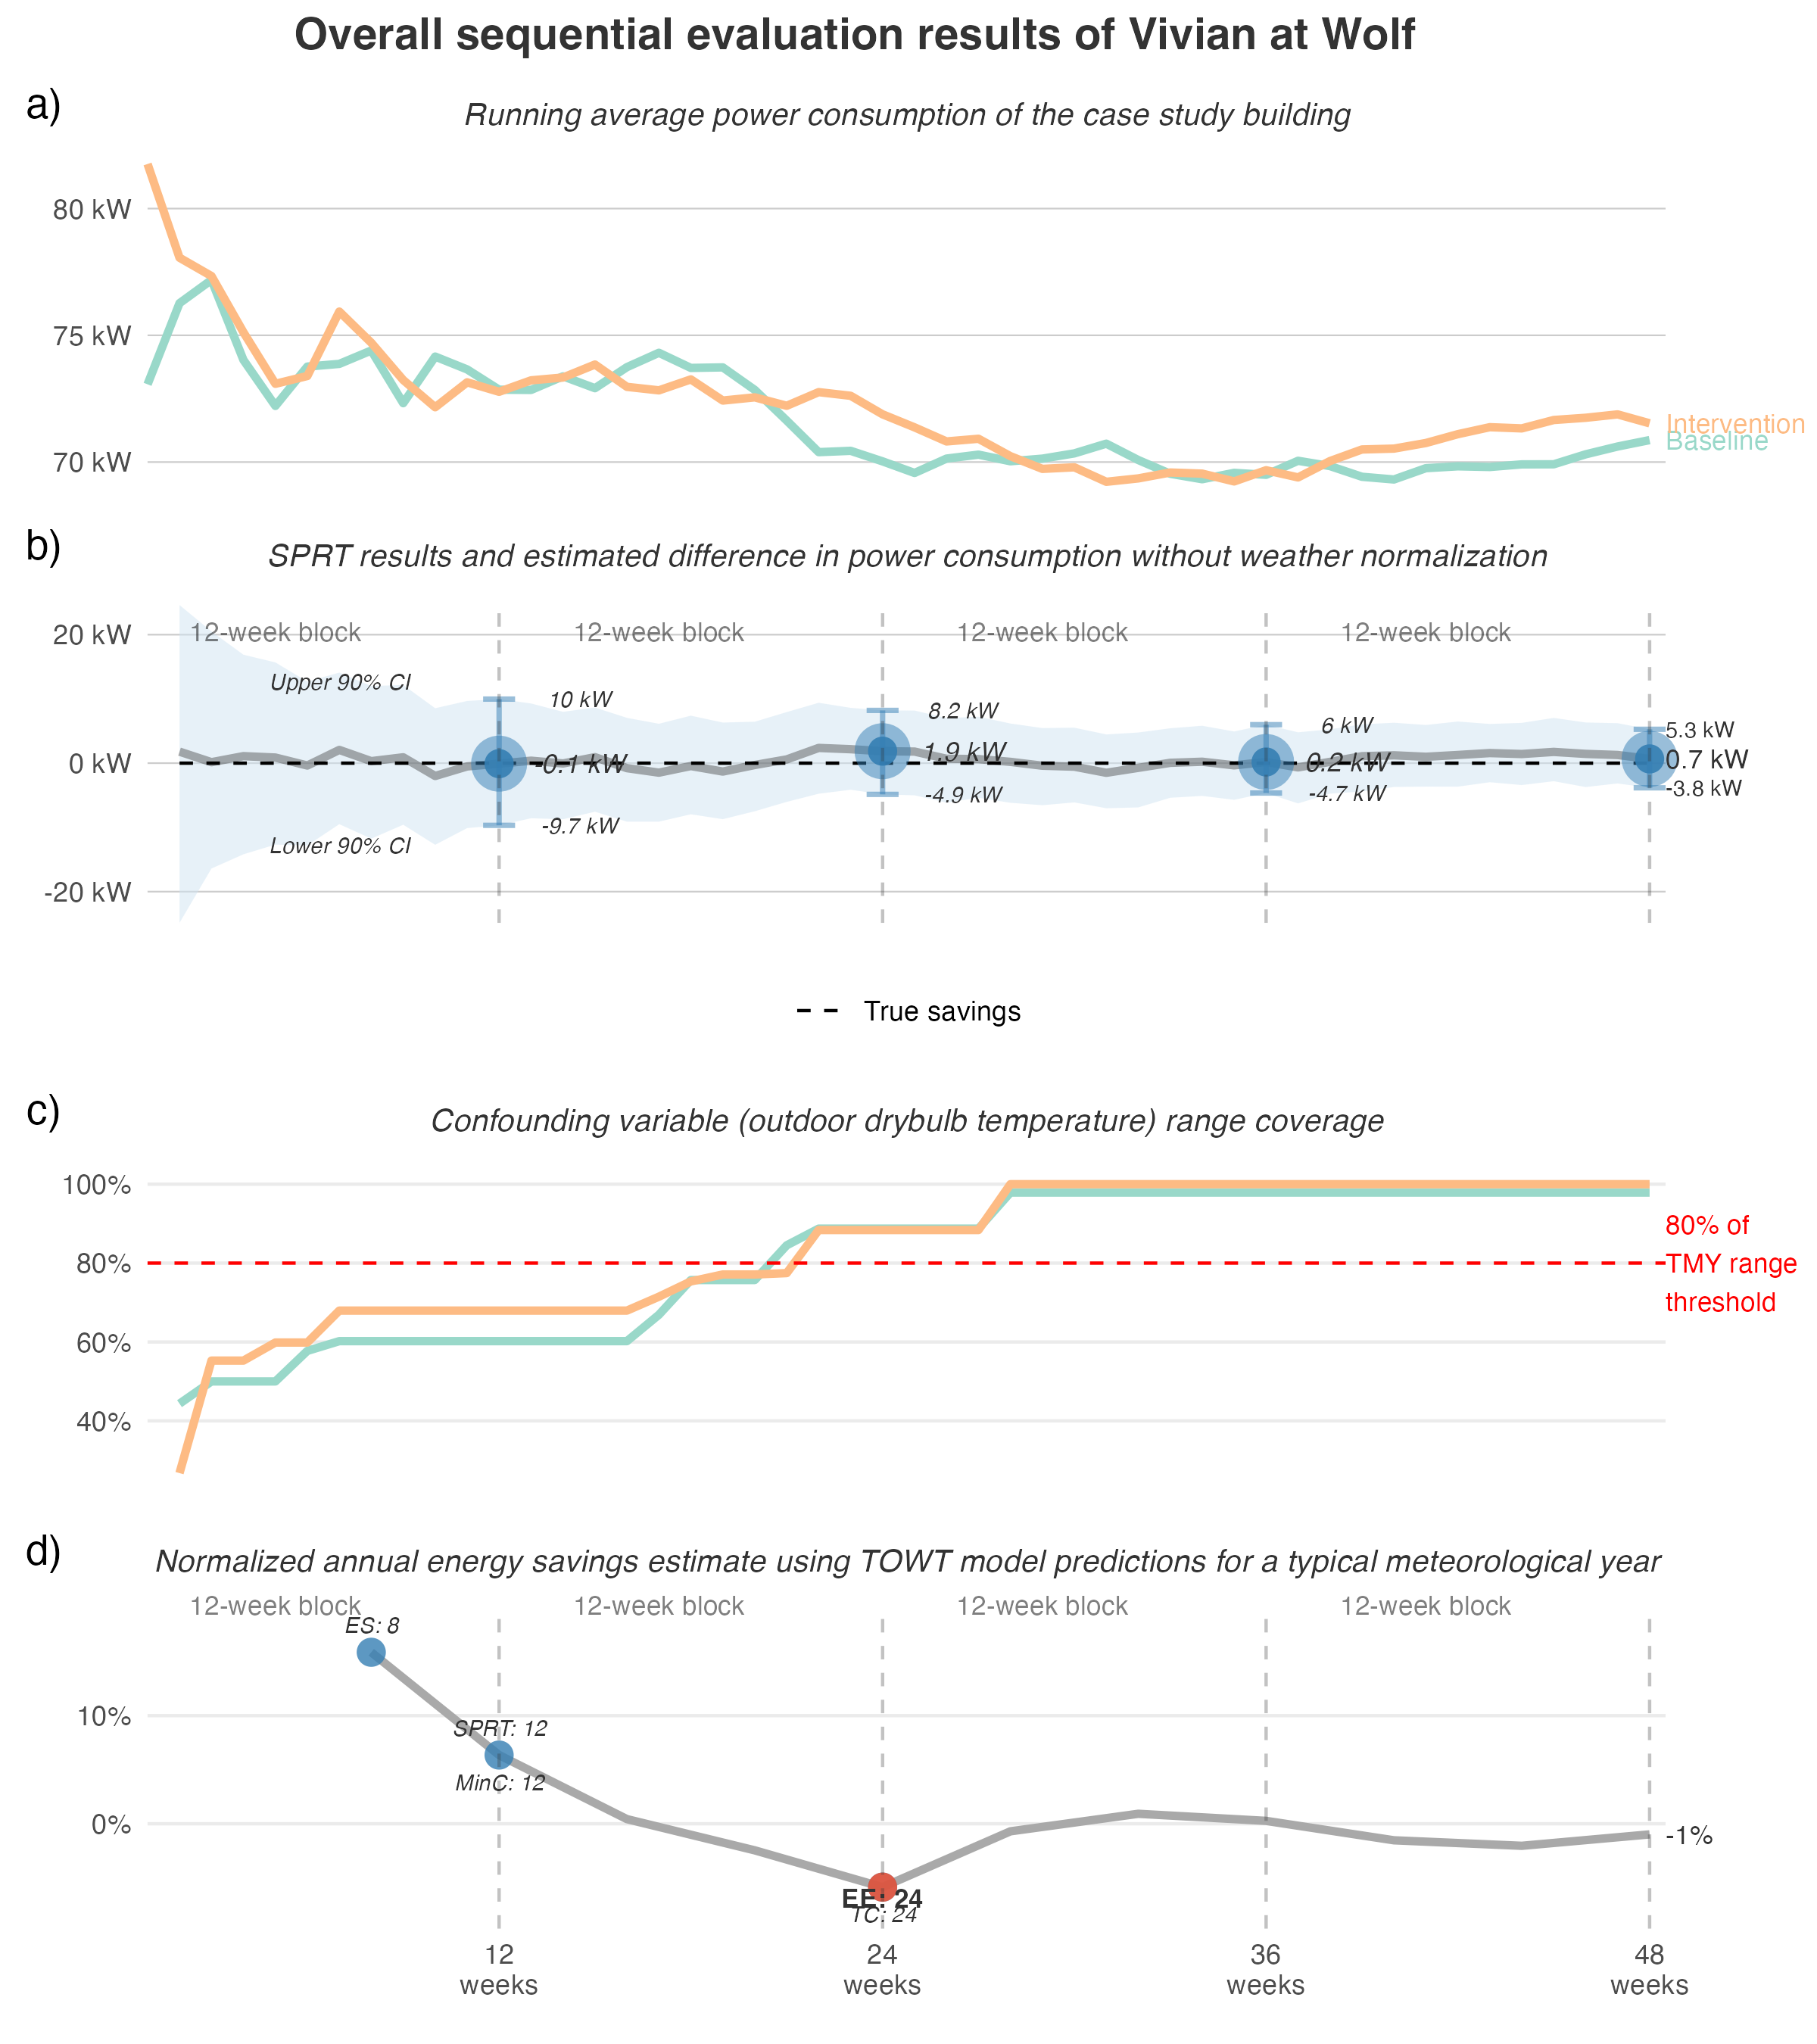 Overall sequential evaluation results of Vivian at Wolf
a)
Running average power consumption of the case study building
80 kW
75 kW
70 kW
Intervention
Baseline
b)
SPRT results and estimated difference in power consumption without weather normalization
20 kW
0 kW
-20 kW
12-week block
12-week block
12-week block
12-week block
Upper 90% CI
Lower 90% CI
10 kW
-0.1 kW
-9.7 kW
8.2 kW
1.9 kW
-4.9 kW
6 kW
0.2 kW
-4.7 kW
5.3 kW
0.7 kW
-3.8 kW
True savings
c)
Confounding variable (outdoor drybulb temperature) range coverage
100%
80%
60%
40%
80% of
TMY range
threshold
d)
Normalized annual energy savings estimate using TOWT model predictions for a typical meteorological year
12-week block
12-week block
12-week block
12-week block
ES: 8
10%
SPRT: 12
MinC: 12
0%
-1%
EE: 24
TC: 24
12
weeks
24
weeks
36
weeks
48
weeks